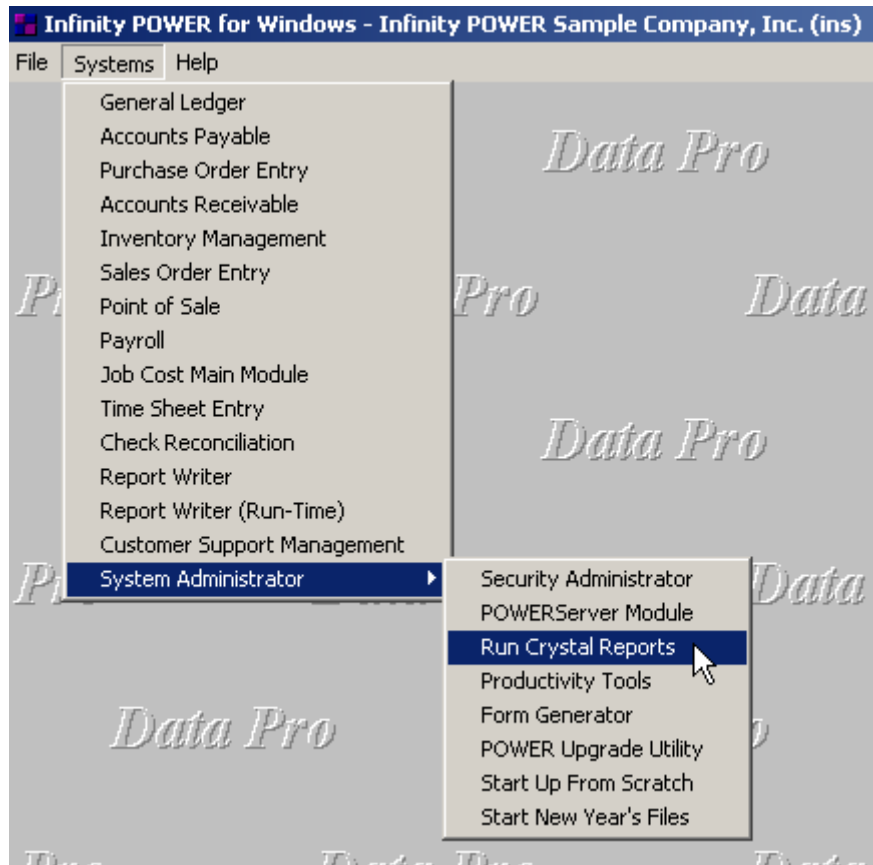 Infinity POWER for Windows - Infinity POWER Sample Company, Inc. (ins)
File Systems Help
General Ledger
Accounts Payable
Purchase Order Entry
Accounts Receivable
Inventory Management
Sales Order Entry
Point of Sale
Payroll
Job Cost Main Module
Time Sheet Entry
Check Reconciliation
Report Writer
Report Writer (Run-Time)
Customer Support Management
System Administrator
Security Administrator
POWERServer Module
Run Crystal Reports
Productivity Tools
Form Generator
POWER Upgrade Utility
Start Up From Scratch
Start New Year's Files
Data Pro
Pro Data
Data Pro
Data
Data Pro